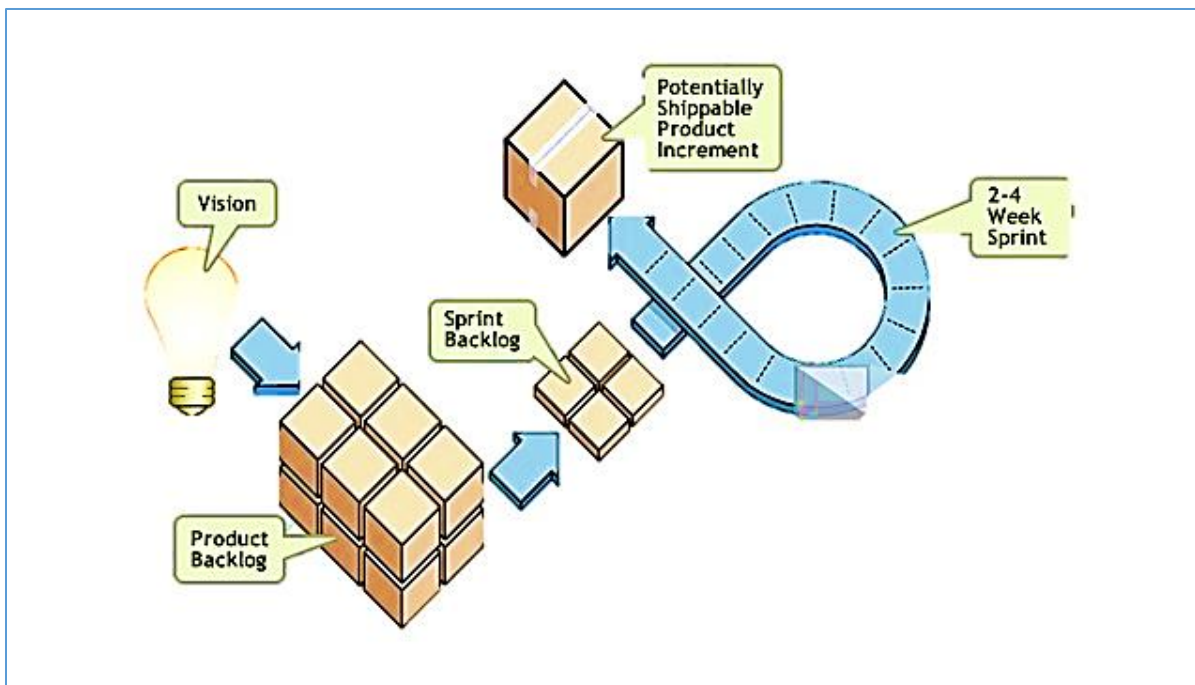 Potentially
Shippable
Product
Increment
Vision
2-4
Week
Sprint
Sprint
Backlog
Product
Backlog